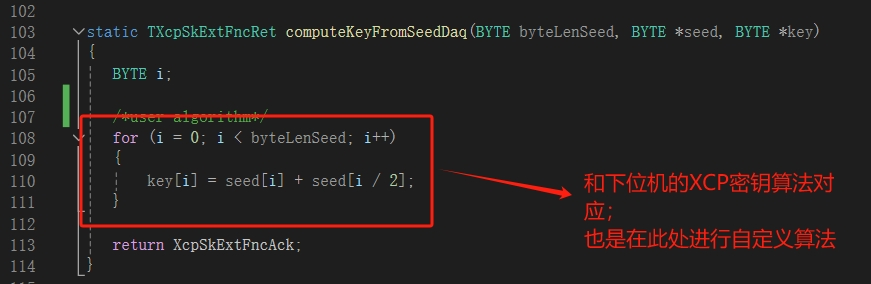 102
103 static TXcpSkExtFncRet computeKeyFromSeedDaq(BYTE byteLenSeed, BYTE *seed, BYTE *key)
104 {
105 BYTE i;
106
107 /*user algorithm*/
108 for (i = 0; i < byteLenSeed; i++)
109 {
110 key[i] = seed[i] + seed[i / 2];
111 }
112
113 return XcpSkExtFncAck;
114 }
和下位机的XCP密钥算法对
应；
也是在此处进行自定义算法